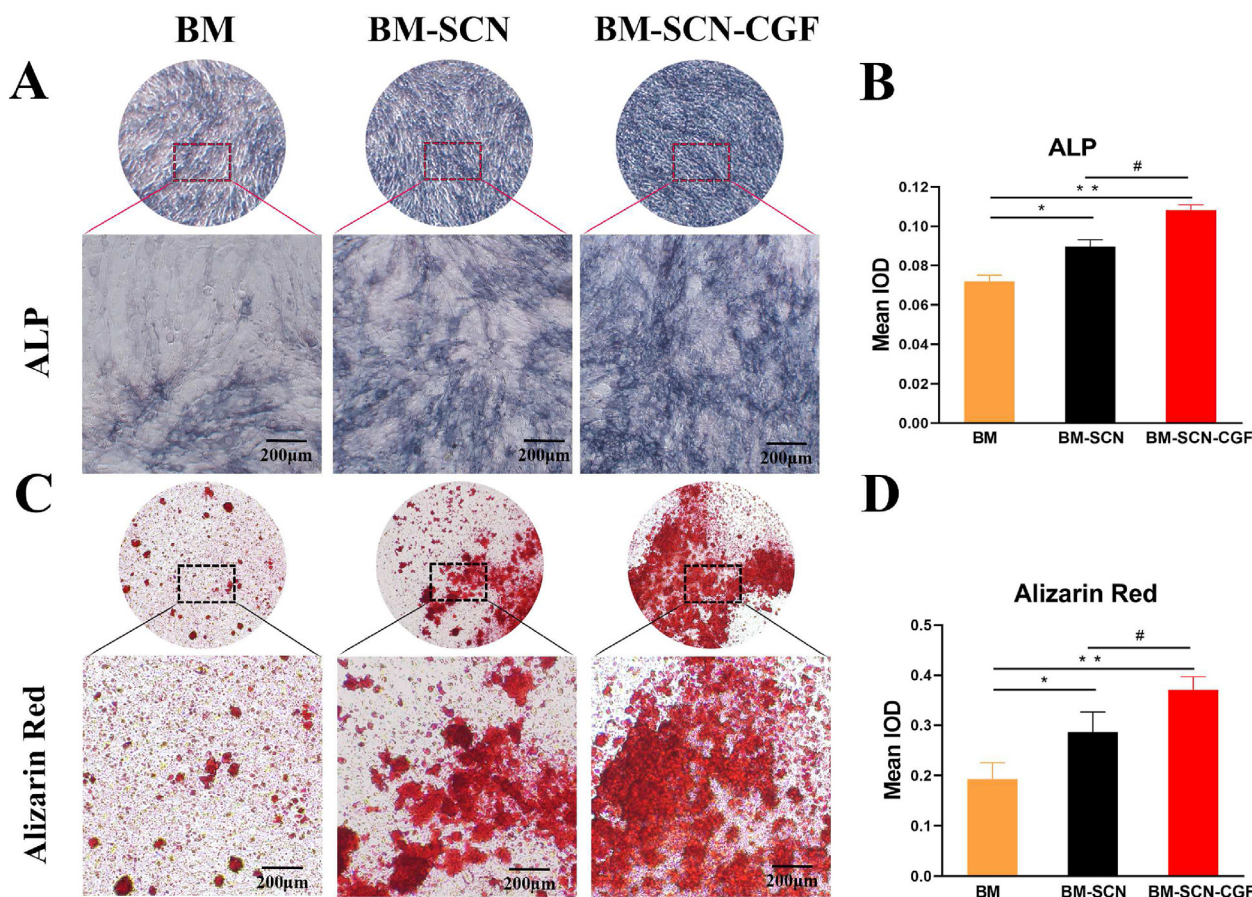 BM BM-SCN BM-SCN-CGF
A
ALP
200μm 200μm 200μm
B
ALP
#
* *
*
Mean IOD
0.12
0.10
0.08
0.06
0.04
0.02
0.00
BM BM-SCN BM-SCN-CGF
C
Alizarin Red
200μm 200μm 200μm
D
Alizarin Red
#
* *
*
Mean IOD
0.5
0.4
0.3
0.2
0.1
0.0
BM BM-SCN BM-SCN-CGF